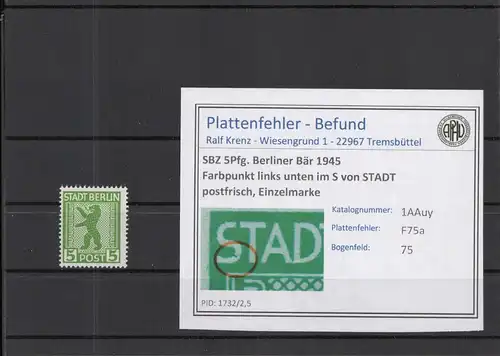 STADT BERLIN
5 POST 5
Plattenfehler - Befund
Ralf Krenz - Wiesengrund 1 - 22967 Tremsbüttel
SBZ 5Pfg. Berliner Bär 1945
Farbpunkt links unten im S von STADT
postfrisch, Einzelmarke
Katalognummer: 1AAuy
Plattenfehler: F75a
Bogenfeld: 75
STADT
PID: 1732/2,5